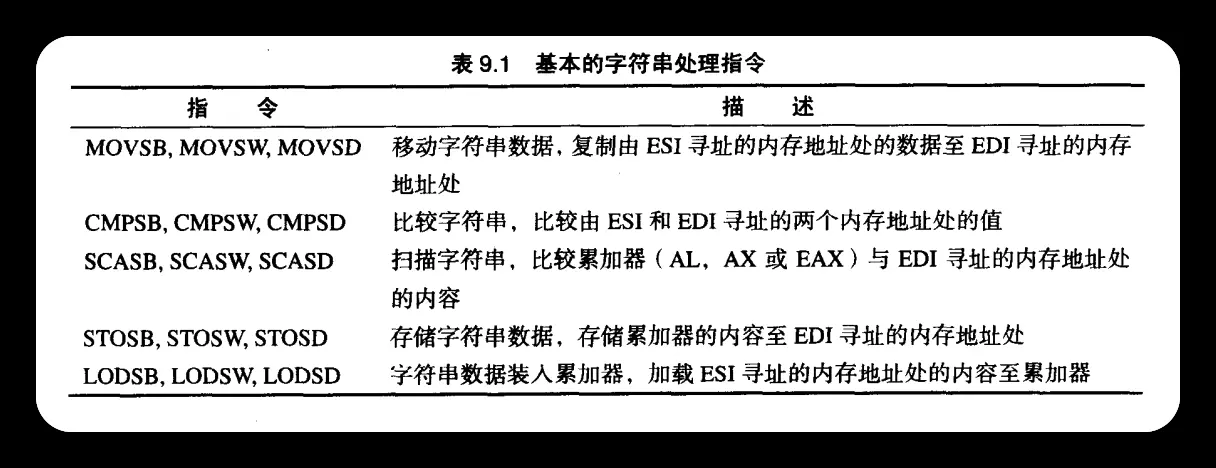 表 9.1 基本的字符串处理指令
指 令 描 述
MOVSB, MOVSW, MOVSD 移动字符串数据，复制由 ESI 寻址的内存地址处的数据至 EDI 寻址的内存
地址处
CMPSB, CMPSW, CMPSD 比较字符串，比较由 ESI 和 EDI 寻址的两个内存地址处的值
SCASB, SCASW, SCASD 扫描字符串，比较累加器（AL，AX 或 EAX）与 EDI 寻址的内存地址处
的内容
STOSB, STOSW, STOSD 存储字符串数据，存储累加器的内容至 EDI 寻址的内存地址处
LODSB, LODSW, LODSD 字符串数据装入累加器，加载 ESI 寻址的内存地址处的内容至累加器